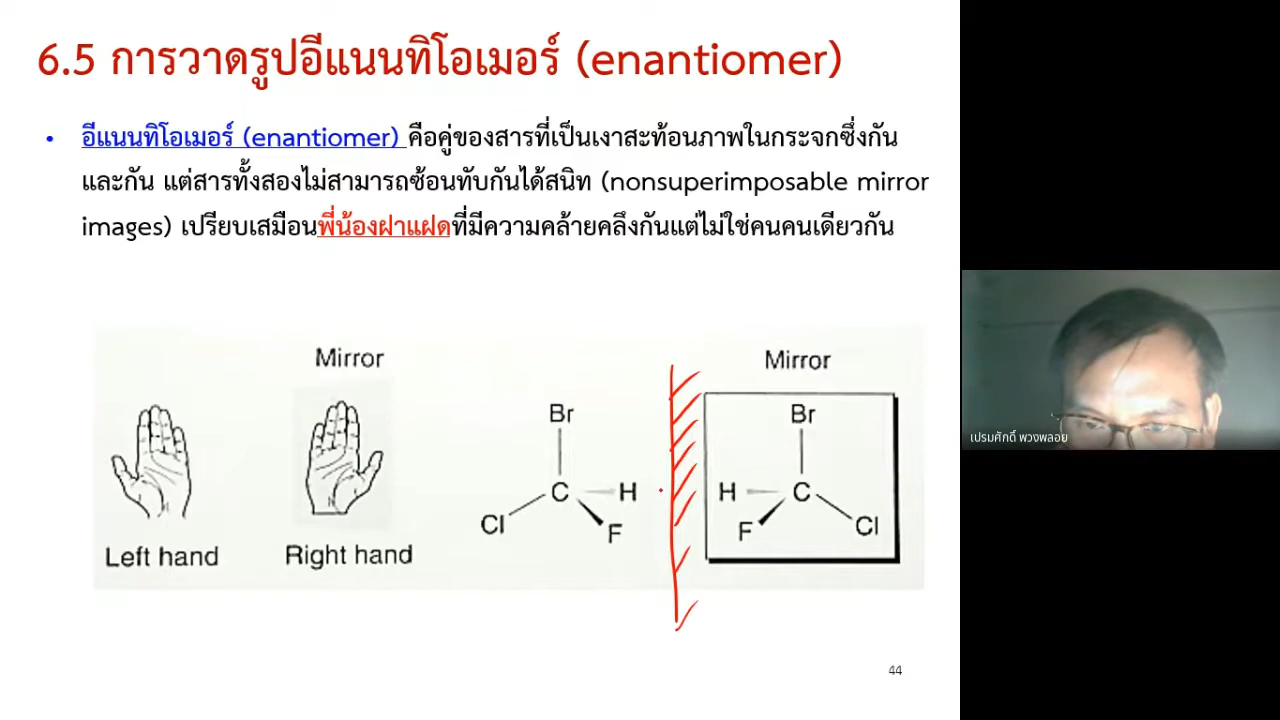 6.5 การวาดรูปอีแนนทิโอเมอร์ (enantiomer)
• อีแนนทิโอเมอร์ (enantiomer) คือคู่ของสารที่เป็นเงาสะท้อนภาพในกระจกซึ่งกัน
และกัน แต่สารทั้งสองไม่สามารถซ้อนทับกันได้สนิท (nonsuperimposable mirror
images) เปรียบเสมือนพี่น้องฝาแฝดที่มีความคล้ายคลึงกันแต่ไม่ใช่คนคนเดียวกัน
Mirror
Left hand
Right hand
Br
C
H
Cl
F
Mirror
Br
H
C
F
Cl
เปรมศักดิ์ พวงพลอย
44